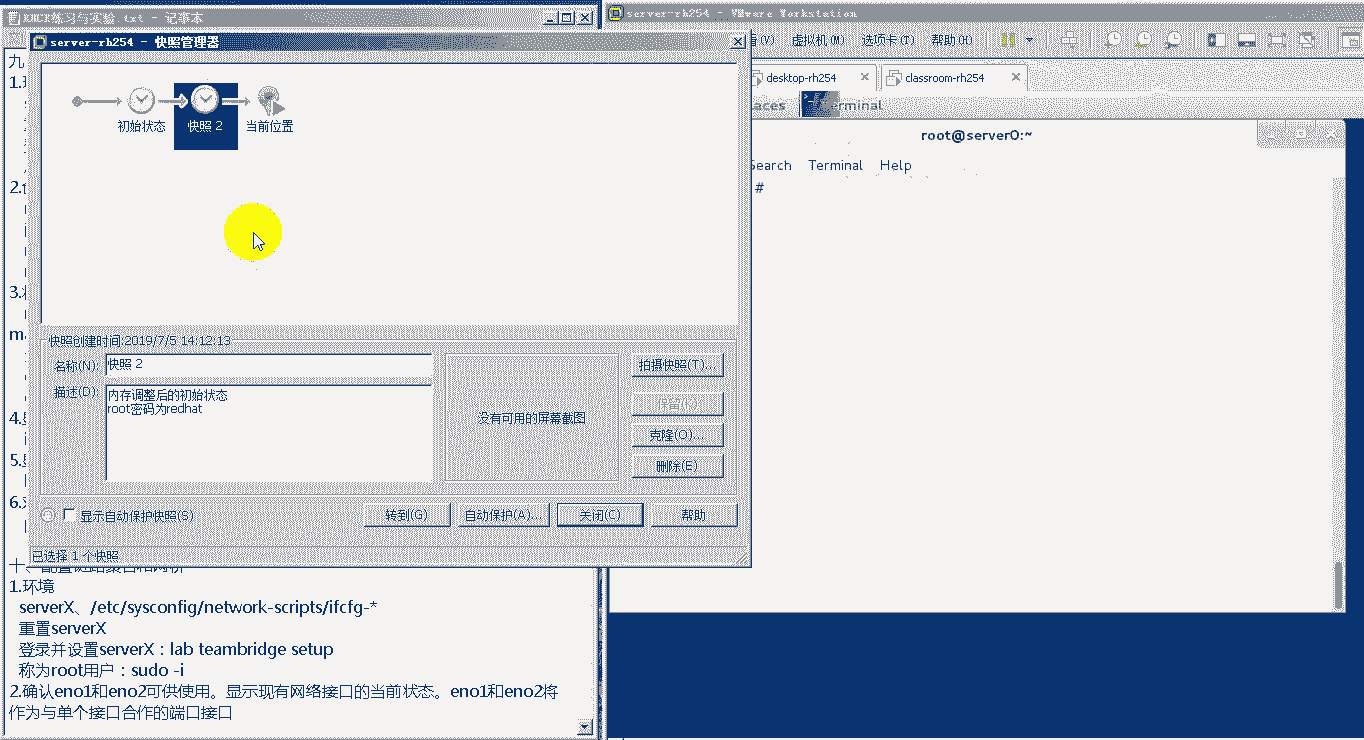 RHCE练习与实验.txt - 记事本
server-rh254 - VMware Workstation
server-rh254 - 快照管理器
(V) 虚拟机(M) 选项卡(T) 帮助(H)
desktop-rh254
classroom-rh254
aces
Terminal
root@server0:~
Search Terminal Help
#
九
1.
2.
3.
m
4.
5.
6.
初始状态
快照 2
当前位置
快照创建时间:2019/7/5 14:12:13
名称(N):
快照 2
描述(D):
内存调整后的初始状态
root密码为redhat
没有可用的屏幕截图
拍摄快照(T)...
保留(K)
克隆(O)...
删除(E)
显示自动保护快照(S)
转到(G)
自动保护(A)...
关闭(C)
帮助
已选择 1 个快照
十、配置链路聚合和网桥
1.环境
serverX、/etc/sysconfig/network-scripts/ifcfg-*
重置serverX
登录并设置serverX：lab teambridge setup
称为root用户：sudo -i
2.确认eno1和eno2可供使用。显示现有网络接口的当前状态。eno1和eno2将
作为与单个接口合作的端口接口